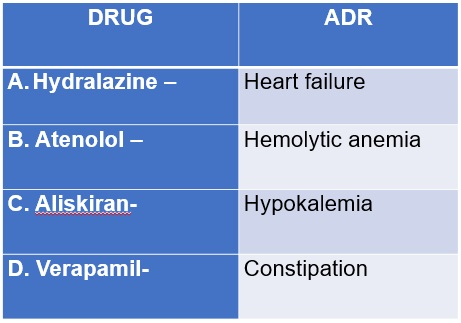 DRUG ADR
A. Hydralazine – Heart failure
B. Atenolol – Hemolytic anemia
C. Aliskiran- Hypokalemia
D. Verapamil- Constipation